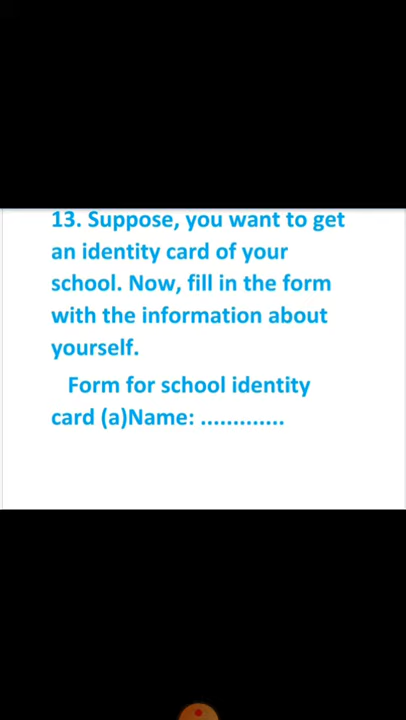 13. Suppose, you want to get
an identity card of your
school. Now, fill in the form
with the information about
yourself.
Form for school identity
card (a)Name: .............